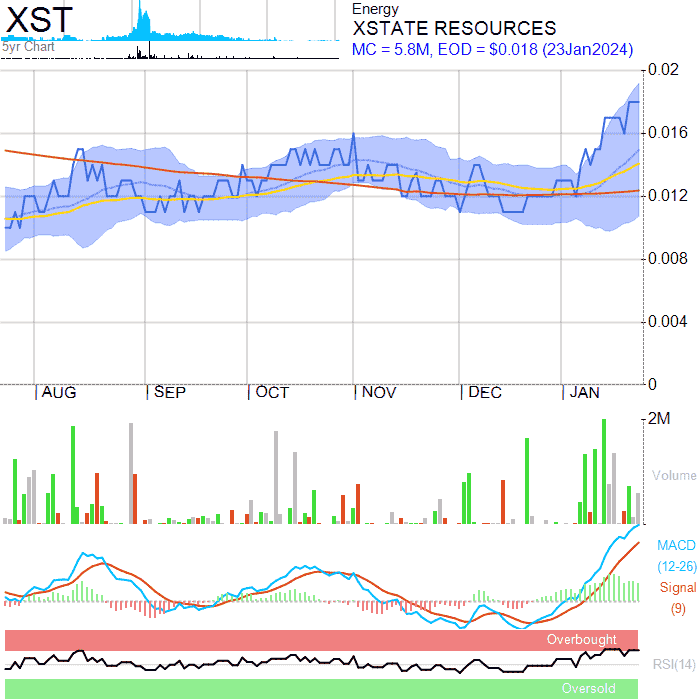 XST
5yr Chart
Energy
XSTATE RESOURCES
MC = 5.8M, EOD = $0.018 (23Jan2024)
0.02
0.016
0.012
0.008
0.004
0
AUG SEP OCT NOV DEC JAN
2M
Volume
MACD
(12-26)
Signal
(9)
Overbought
RSI(14)
Oversold